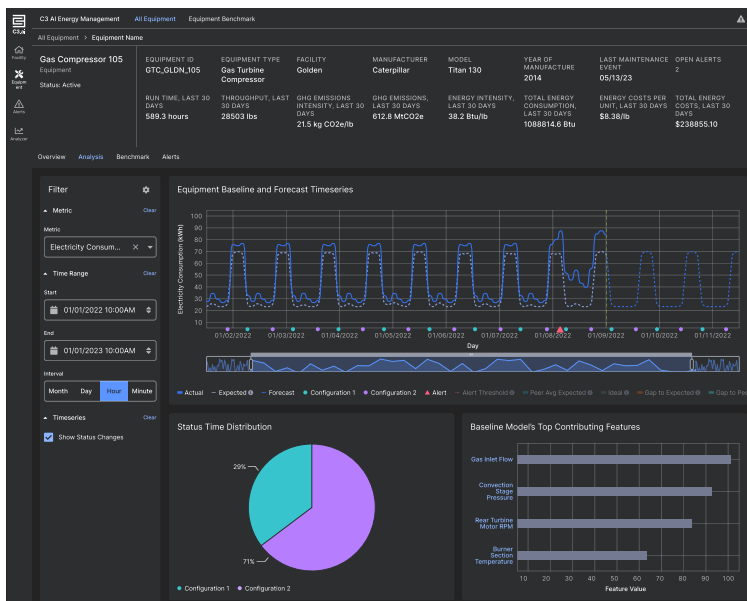 C3.ai
C3 AI Energy Management
All Equipment
Equipment Benchmark
All Equipment > Equipment Name
Facility
Equipm
ent
Alerts
Analyzer
Gas Compressor 105
Equipment
Status: Active
EQUIPMENT ID
GTC_GLDN_105
EQUIPMENT TYPE
Gas Turbine
Compressor
FACILITY
Golden
MANUFACTURER
Caterpillar
MODEL
Titan 130
YEAR OF
MANUFACTURE
2014
LAST MAINTENANCE
EVENT
05/13/23
OPEN ALERTS
2
RUN TIME, LAST 30
DAYS
589.3 hours
THROUGHPUT, LAST
30 DAYS
28503 lbs
GHG EMISSIONS
INTENSITY, LAST 30
DAYS
21.5 kg CO2e/lb
GHG EMISSIONS,
LAST 30 DAYS
612.8 MtCO2e
ENERGY INTENSITY,
LAST 30 DAYS
38.2 Btu/lb
TOTAL ENERGY
CONSUMPTION,
LAST 30 DAYS
1088814.6 Btu
ENERGY COSTS PER
UNIT, LAST 30 DAYS
$8.38/lb
TOTAL ENERGY
COSTS, LAST 30
DAYS
$238855.10
Overview
Analysis
Benchmark
Alerts
Filter
Metric
Clear
Metric
Electricity Consum...
Time Range
Clear
Start
01/01/2022 10:00AM
End
01/01/2023 10:00AM
Interval
Month
Day
Hour
Minute
Timeseries
Clear
Show Status Changes
Equipment Baseline and Forecast Timeseries
Electricity Consumption (kWh)
100
90
80
70
60
50
40
30
20
10
01/02/2022
01/03/2022
01/04/2022
01/05/2022
01/06/2022
01/07/2022
01/08/2022
01/09/2022
01/10/2022
01/11/2022
Day
Actual
Expected
Forecast
Configuration 1
Configuration 2
Alert
Alert Threshold
Peer Avg Expected
Ideal
Gap to Expected
Gap to Pee
Status Time Distribution
29%
71%
Configuration 1
Configuration 2
Baseline Model's Top Contributing Features
Gas Inlet Flow
Convection
Stage
Pressure
Rear Turbine
Motor RPM
Burner
Section
Temperature
10
20
30
40
50
60
70
80
90
100
Feature Value